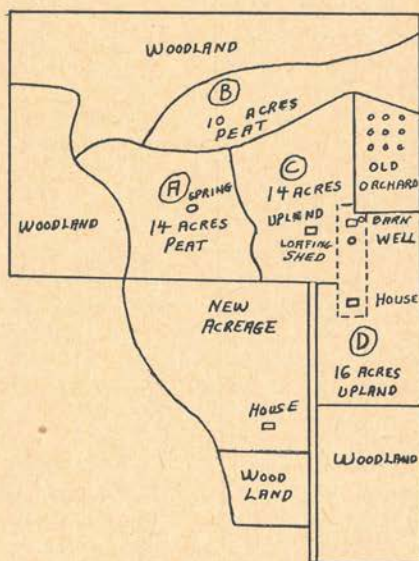 WOODLAND
B
10 ACRES
PEAT
A
SPRING
14 ACRES
PEAT
C
14 ACRES
UPLAND
LOAFING
SHED
OLD
ORCHARD
BARN
WELL
WOODLAND
HOUSE
NEW
ACREAGE
D
16 ACRES
UPLAND
HOUSE
WOOD
LAND
WOODLAND